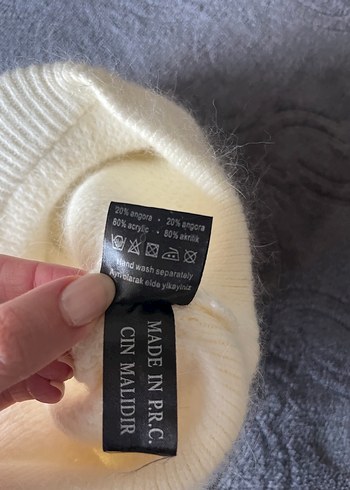 20% angora • 20% angora
80% acrylic • 80% akrilik
Hand wash separately
Ayrı olarak elde yıkayınız
MADE IN P.R.C.
CIN MALIDIR